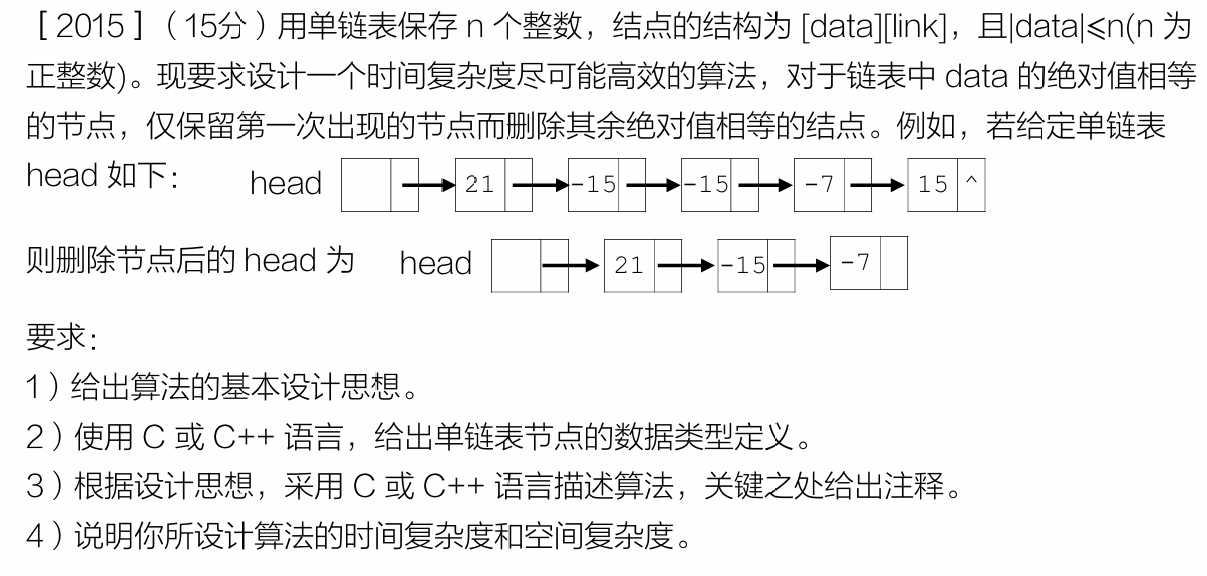 [ 2015 ] （ 15分 ）用单链表保存 n 个整数，结点的结构为 [data][link]，且|data|≤n(n 为
正整数)。现要求设计一个时间复杂度尽可能高效的算法，对于链表中 data 的绝对值相等
的节点，仅保留第一次出现的节点而删除其余绝对值相等的结点。例如，若给定单链表
head 如下： head 21 -15 -15 -7 15 ^
则删除节点后的 head 为 head 21 -15 -7
要求：
1 ）给出算法的基本设计思想。
2 ）使用 C 或 C++ 语言，给出单链表节点的数据类型定义。
3 ）根据设计思想，采用 C 或 C++ 语言描述算法，关键之处给出注释。
4 ）说明你所设计算法的时间复杂度和空间复杂度。